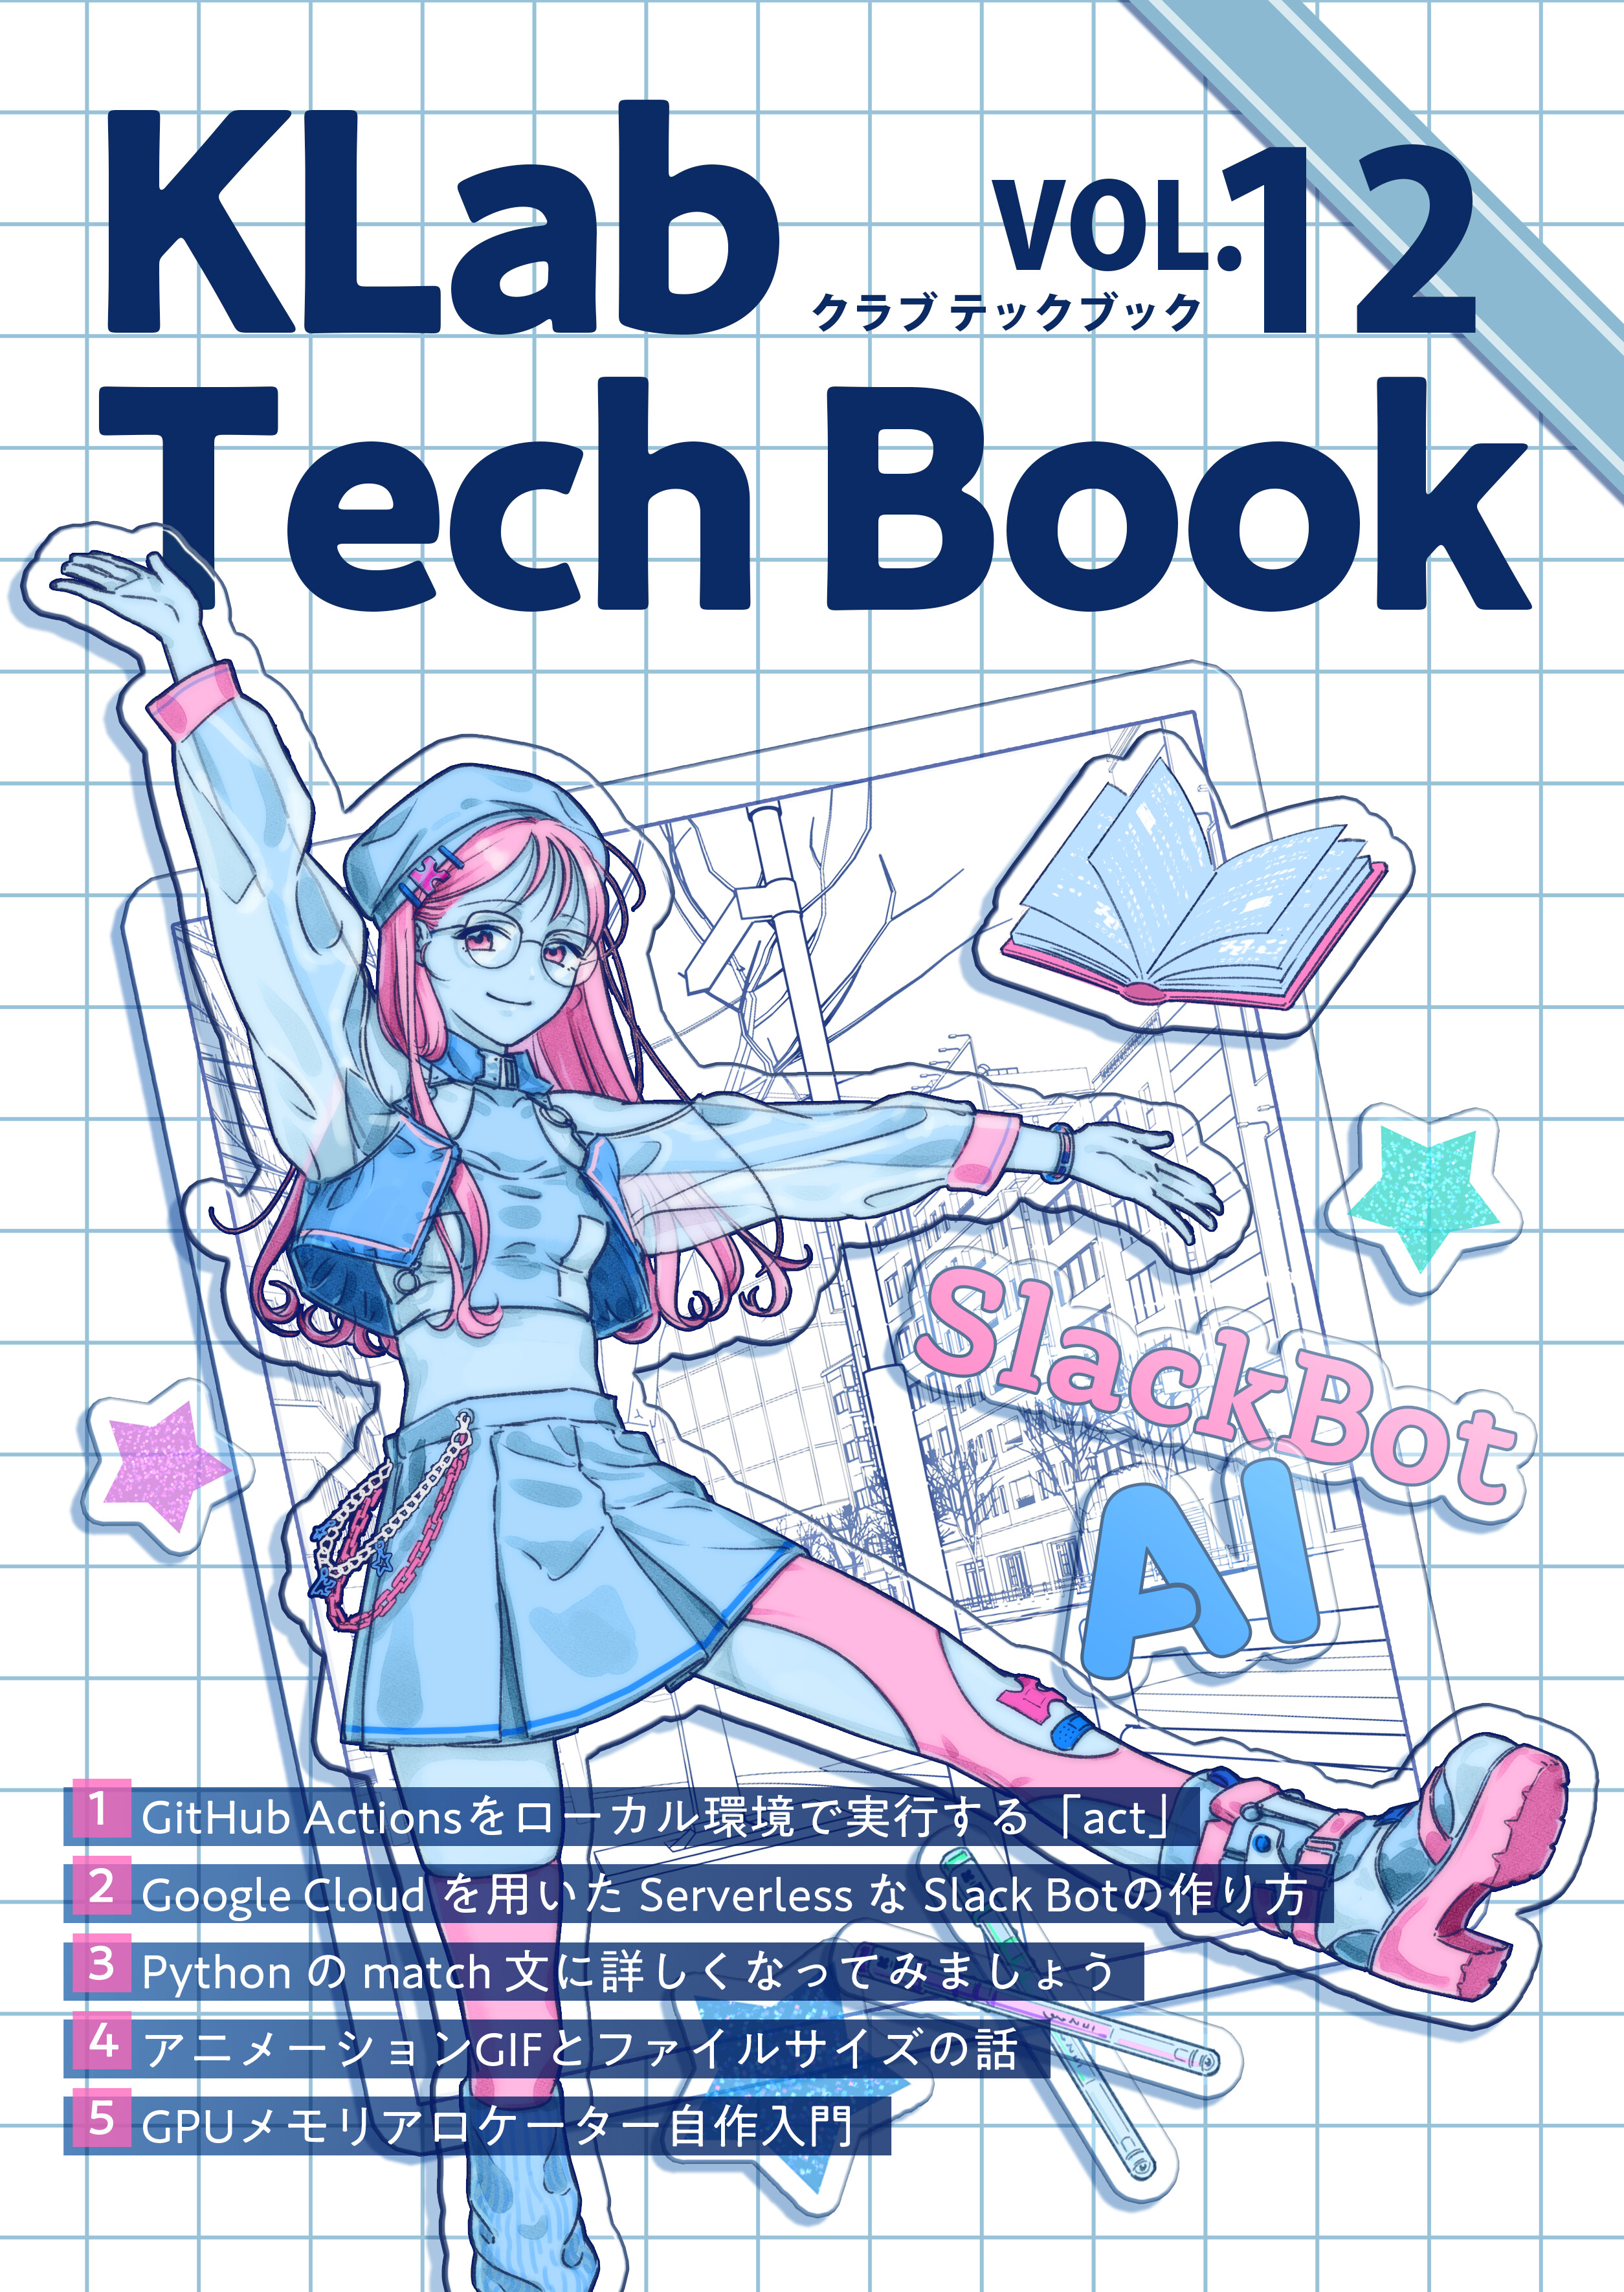 KLab
VOL.12
クラブ テックブック
Tech Book
SlackBot
AI
1 GitHub Actionsをローカル環境で実行する「act」
2 Google Cloud を用いた Serverless な Slack Botの作り方
3 Python の match 文に詳しくなってみましょう
4 アニメーションGIFとファイルサイズの話
5 GPUメモリアロケーター自作入門